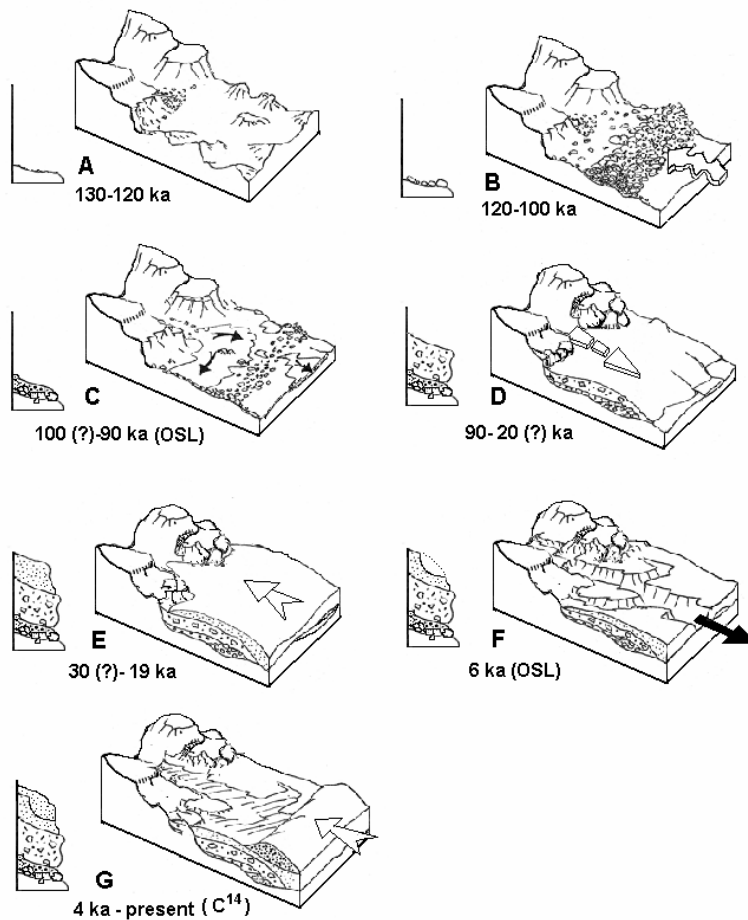 A
130-120 ka
B
120-100 ka
C
100 (?)-90 ka (OSL)
D
90- 20 (?) ka
E
30 (?)- 19 ka
F
6 ka (OSL)
G
4 ka - present (C¹⁴)